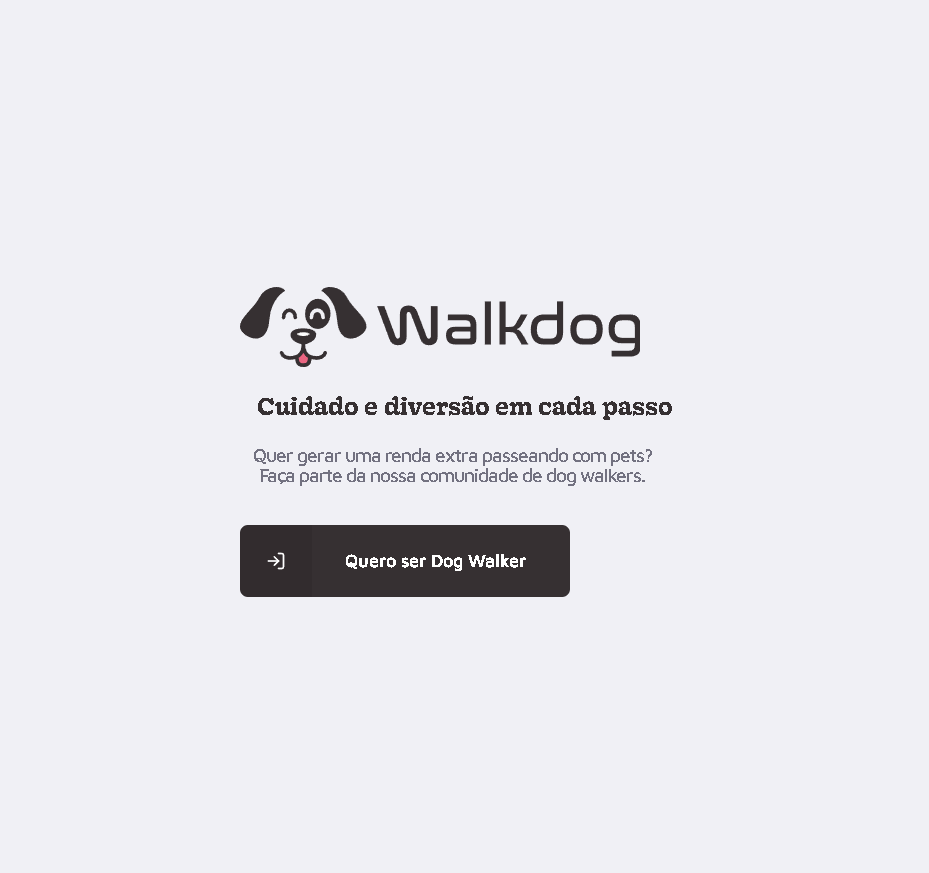 Walkdog
Cuidado e diversão em cada passo
Quer gerar uma renda extra passeando com pets?
Faça parte da nossa comunidade de dog walkers.
Quero ser Dog Walker